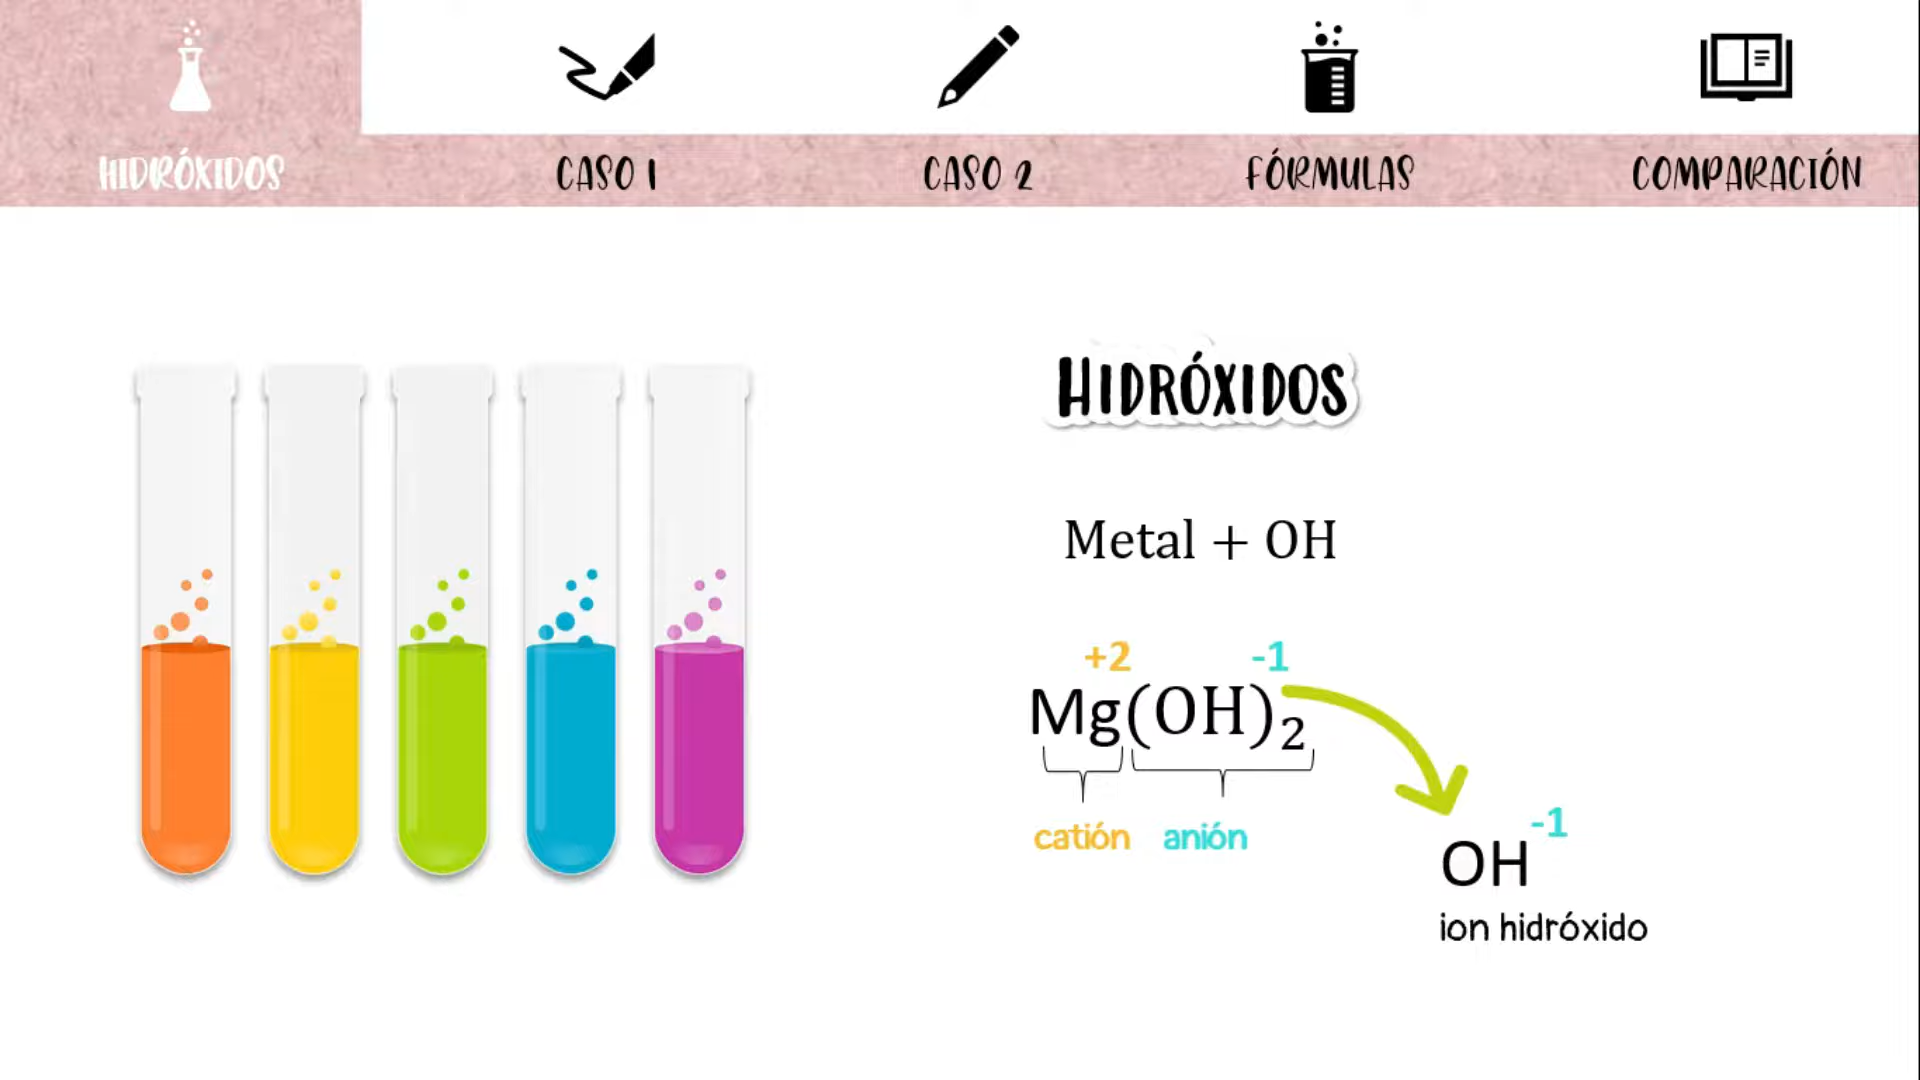 HIDRÓXIDOS
CASO 1
CASO 2
FÓRMULAS
COMPARACIÓN
HIDRÓXIDOS
Metal + OH
+2 -1
Mg(OH)₂
catión anión
-1
OH
ion hidróxido